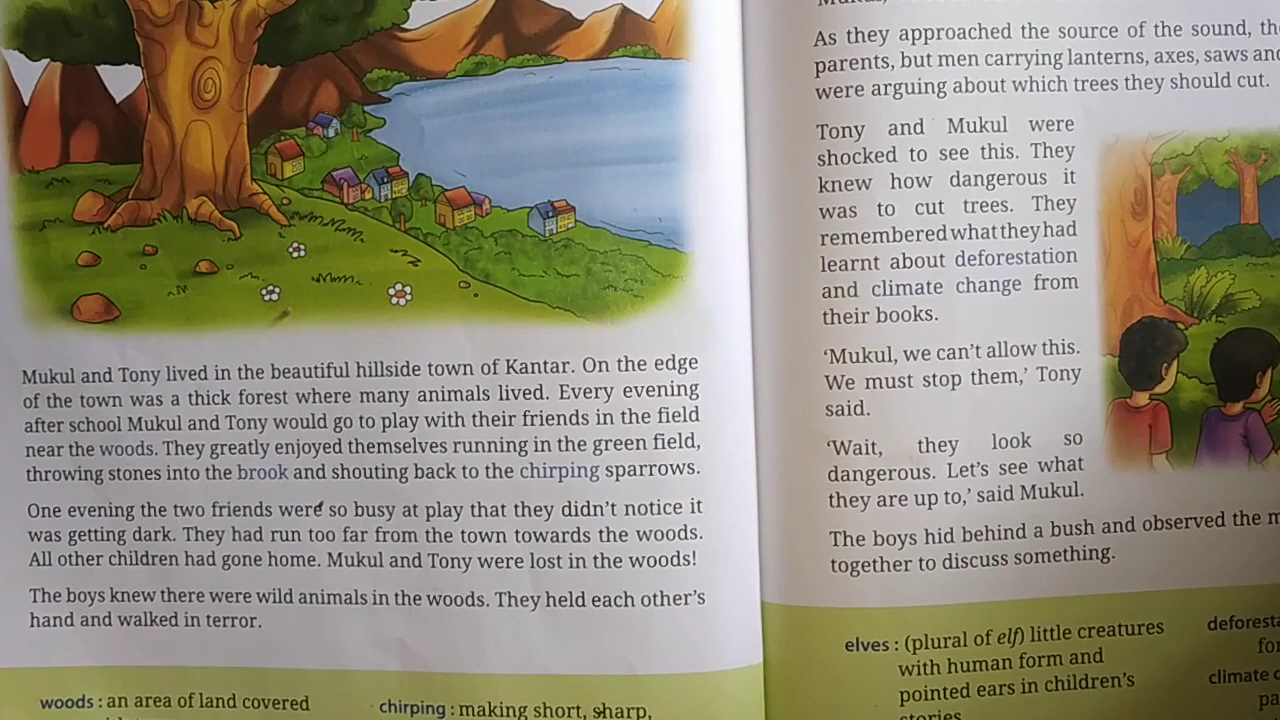 Mukul and Tony lived in the beautiful hillside town of Kantar. On the edge
of the town was a thick forest where many animals lived. Every evening
after school Mukul and Tony would go to play with their friends in the field
near the woods. They greatly enjoyed themselves running in the green field,
throwing stones into the brook and shouting back to the chirping sparrows.
One evening the two friends were so busy at play that they didn't notice it
was getting dark. They had run too far from the town towards the woods.
All other children had gone home. Mukul and Tony were lost in the woods!
The boys knew there were wild animals in the woods. They held each other's
hand and walked in terror.
woods : an area of land covered
chirping : making short, sharp,
As they approached the source of the sound,
parents, but men carrying lanterns, axes, saws
were arguing about which trees they should cut.
Tony and Mukul were
shocked to see this. They
knew how dangerous it
was to cut trees. They
remembered what they had
learnt about deforestation
and climate change from
their books.
‘Mukul, we can't allow this.
We must stop them,’ Tony
said.
‘Wait, they look so
dangerous. Let's see what
they are up to,’ said Mukul.
The boys hid behind a bush and observed the
together to discuss something.
elves : (plural of elf) little creatures
with human form and
pointed ears in children's
stories
climate